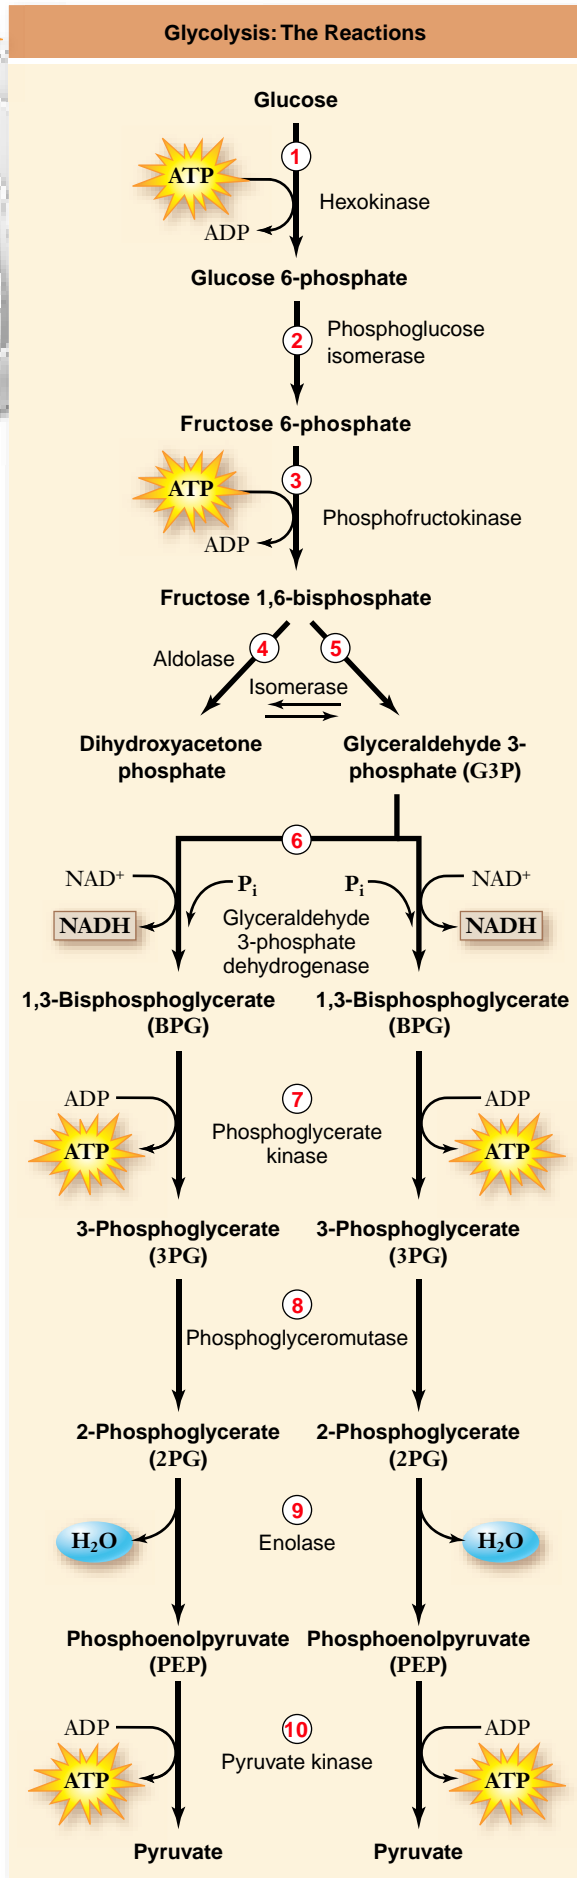 Glycolysis: The Reactions
Glucose
1
ATP
Hexokinase
ADP
Glucose 6-phosphate
2
Phosphoglucose
isomerase
Fructose 6-phosphate
3
ATP
Phosphofructokinase
ADP
Fructose 1,6-bisphosphate
Aldolase 4 5
Isomerase
Dihydroxyacetone
phosphate
Glyceraldehyde 3-
phosphate (G3P)
6
NAD⁺ Pᵢ Pᵢ NAD⁺
NADH NADH
Glyceraldehyde
3-phosphate
dehydrogenase
1,3-Bisphosphoglycerate
(BPG)
1,3-Bisphosphoglycerate
(BPG)
ADP 7 ADP
ATP ATP
Phosphoglycerate
kinase
3-Phosphoglycerate
(3PG)
3-Phosphoglycerate
(3PG)
8
Phosphoglyceromutase
2-Phosphoglycerate
(2PG)
2-Phosphoglycerate
(2PG)
9
H₂O Enolase H₂O
Phosphoenolpyruvate
(PEP)
Phosphoenolpyruvate
(PEP)
ADP 10 ADP
Pyruvate kinase
ATP ATP
Pyruvate Pyruvate